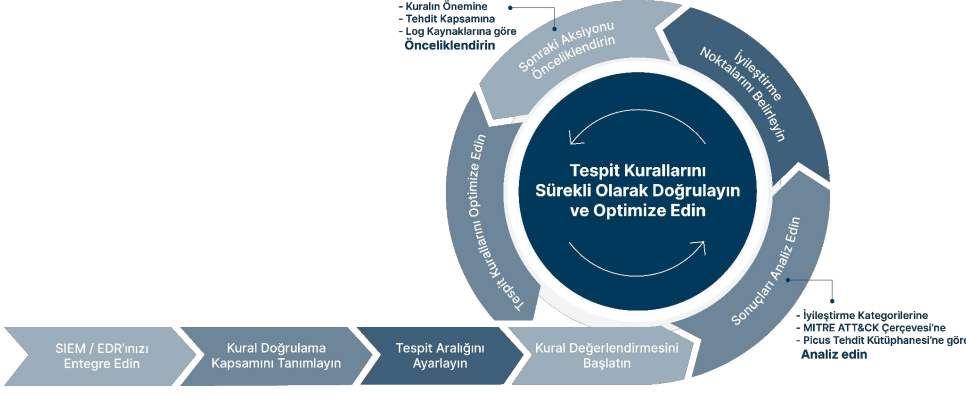 - Kuralın Önemine
- Tehdit Kapsamına
- Log Kaynaklarına göre
Önceliklendirin
Sonraki Aksiyonu
Önceliklendirin
İyileştirme
Noktalarını Belirleyin
Tespit Kurallarını Optimize Edin
Tespit Kurallarını
Sürekli Olarak Doğrulayın
ve Optimize Edin
Sonuçları Analiz Edin
- İyileştirme Kategorilerine
- MITRE ATT&CK Çerçevesi'ne
- Picus Tehdit Kütüphanesi'ne göre
Analiz edin
SIEM / EDR'ınızı
Entegre Edin
Kural Doğrulama
Kapsamını Tanımlayın
Tespit Aralığını
Ayarlayın
Kural Değerlendirmesini
Başlatın